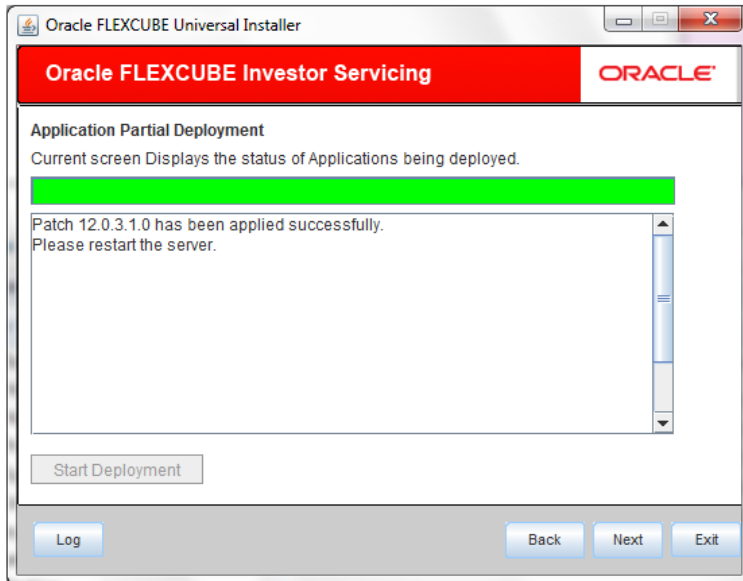 Oracle FLEXCUBE Universal Installer
Oracle FLEXCUBE Investor Servicing
ORACLE
Application Partial Deployment
Current screen Displays the status of Applications being deployed.
Patch 12.0.3.1.0 has been applied successfully.
Please restart the server.
Start Deployment
Log
Back
Next
Exit